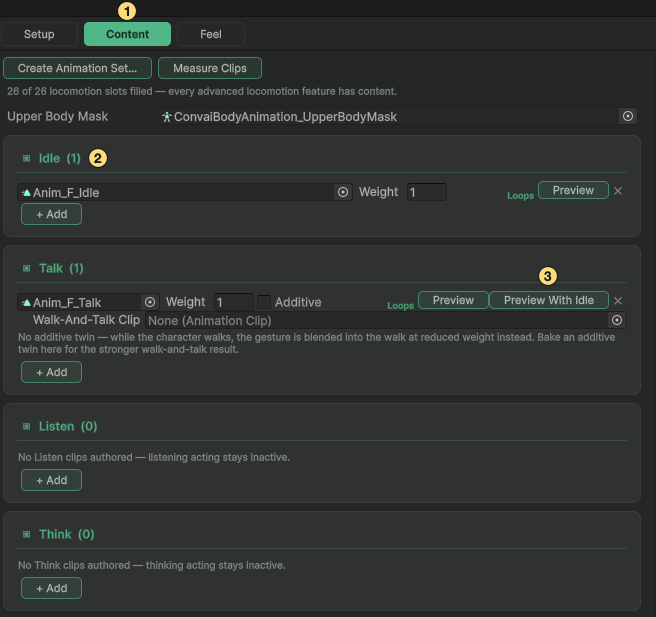 1
Setup Content Feel
Create Animation Set... Measure Clips
26 of 26 locomotion slots filled — every advanced locomotion feature has content.
Upper Body Mask ConvaiBodyAnimation_UpperBodyMask
Idle (1) 2
Anim_F_Idle Weight 1 Loops Preview
+ Add
Talk (1)
3
Anim_F_Talk Weight 1 Additive Loops Preview Preview With Idle
Walk-And-Talk Clip None (Animation Clip)
No additive twin — while the character walks, the gesture is blended into the walk at reduced weight instead. Bake an additive
twin here for the stronger walk-and-talk result.
+ Add
Listen (0)
No Listen clips authored — listening acting stays inactive.
+ Add
Think (0)
No Think clips authored — thinking acting stays inactive.
+ Add